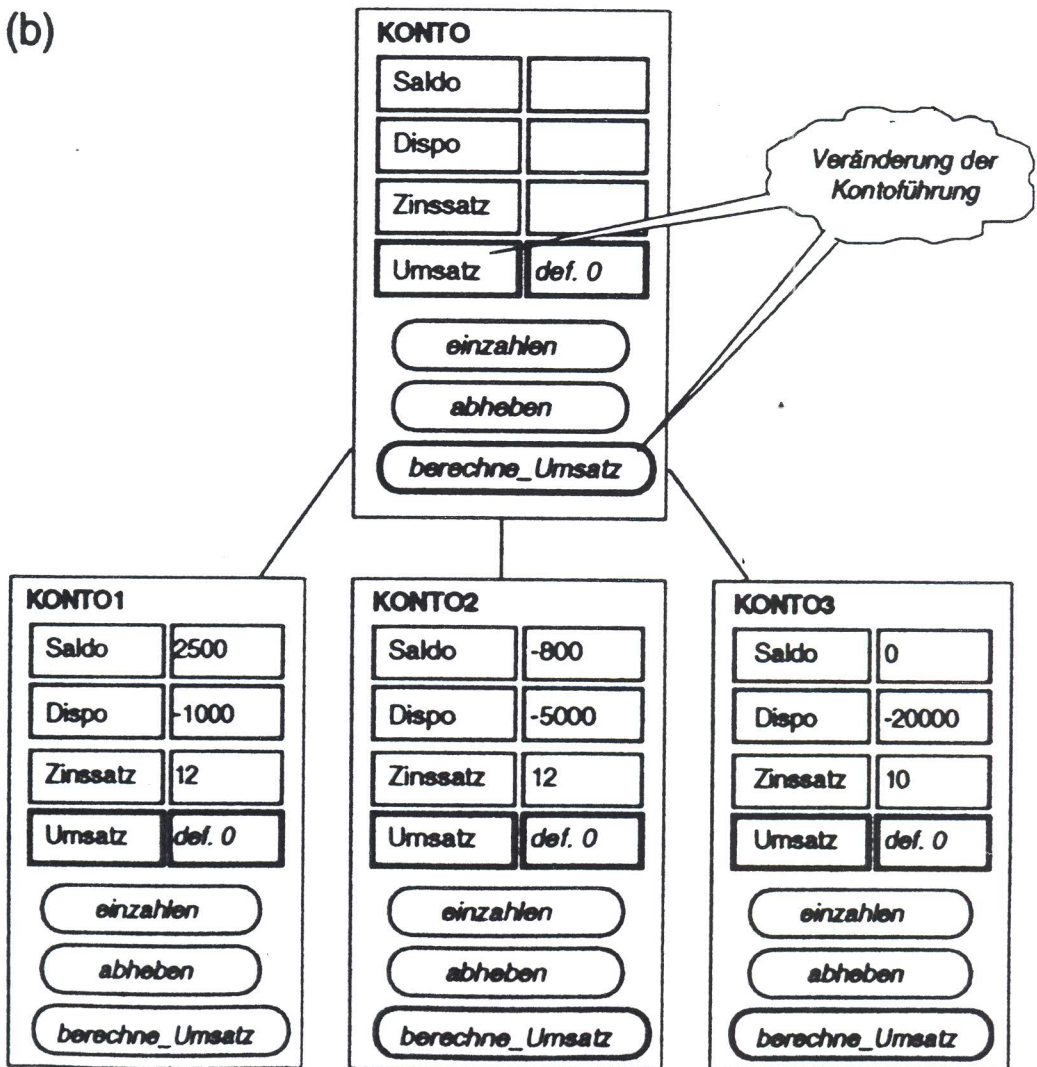 (b)
KONTO
Saldo
Dispo
Zinssatz
Umsatz def. 0
einzahlen
abheben
berechne_Umsatz
Veränderung der
Kontoführung
KONTO1
Saldo 2500
Dispo -1000
Zinssatz 12
Umsatz def. 0
einzahlen
abheben
berechne_Umsatz
KONTO2
Saldo -800
Dispo -5000
Zinssatz 12
Umsatz def. 0
einzahlen
abheben
berechne_Umsatz
KONTO3
Saldo 0
Dispo -20000
Zinssatz 10
Umsatz def. 0
einzahlen
abheben
berechne_Umsatz